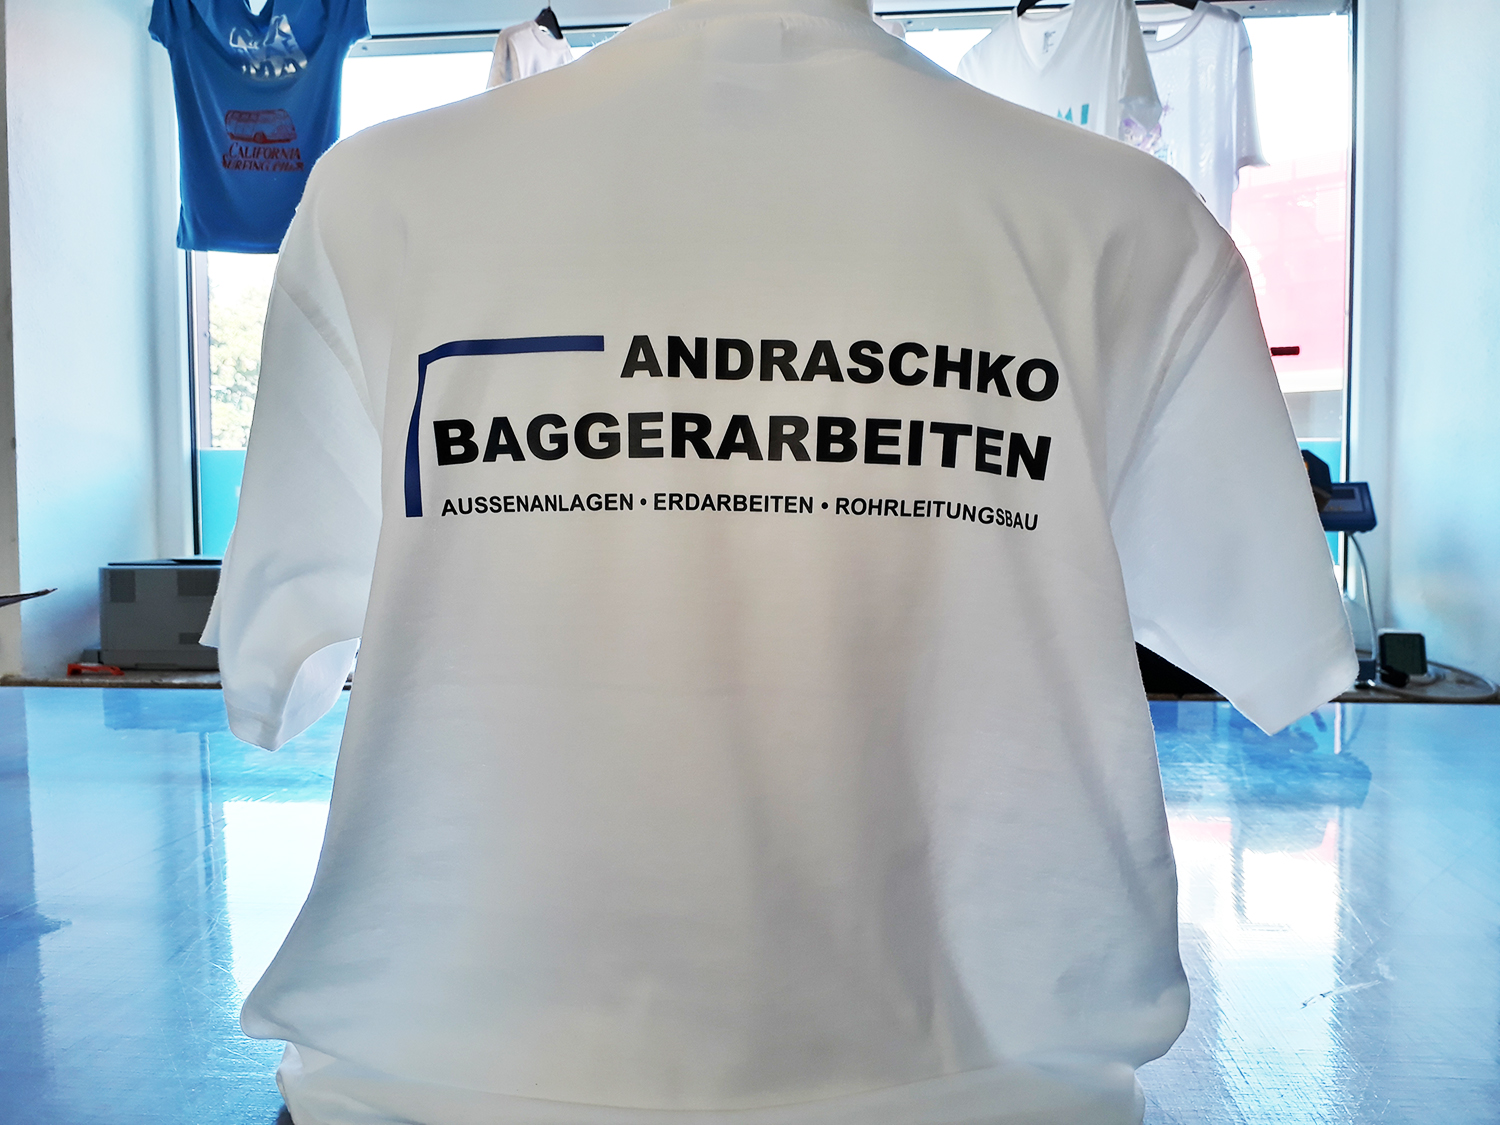 CALIFORNIA
ANDRASCHKO
BAGGERARBEITEN
AUSSENANLAGEN • ERDARBEITEN • ROHRLEITUNGSBAU